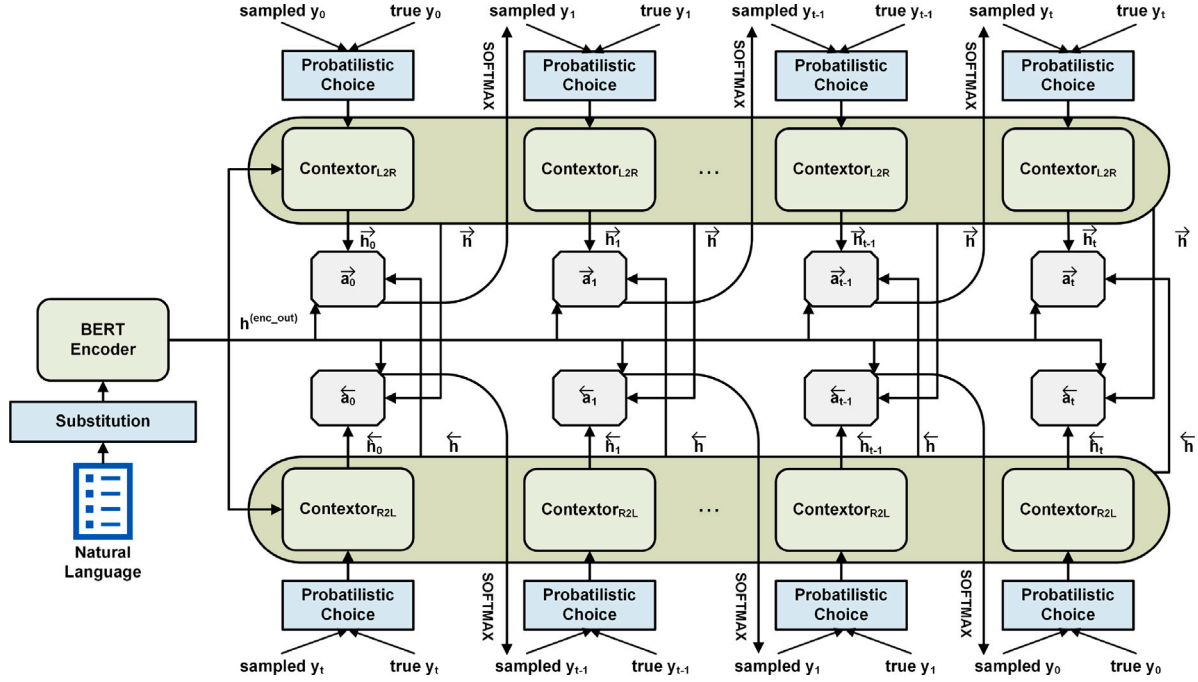 sampled y0 true y0 sampled y1 true y1 sampled yt-1 true yt-1 sampled yt true yt
Probatilistic Choice
SOFTMAX
Probatilistic Choice
SOFTMAX
Probatilistic Choice
SOFTMAX
Probatilistic Choice
ContextorL2R ContextorL2R ... ContextorL2R ContextorL2R
→h0 →h →h1 →h →ht-1 →h →ht →h
→a0 →a1 →at-1 →at
BERT
Encoder
h(enc_out)
←a0 ←a1 ←at-1 ←at
Substitution
←h0 ←h ←h1 ←h ←ht-1 ←h ←ht ←h
ContextorR2L ContextorR2L ... ContextorR2L ContextorR2L
Natural
Language
Probatilistic Choice
SOFTMAX
Probatilistic Choice
SOFTMAX
Probatilistic Choice
SOFTMAX
Probatilistic Choice
sampled yt true yt sampled yt-1 true yt-1 sampled y1 true y1 sampled y0 true y0